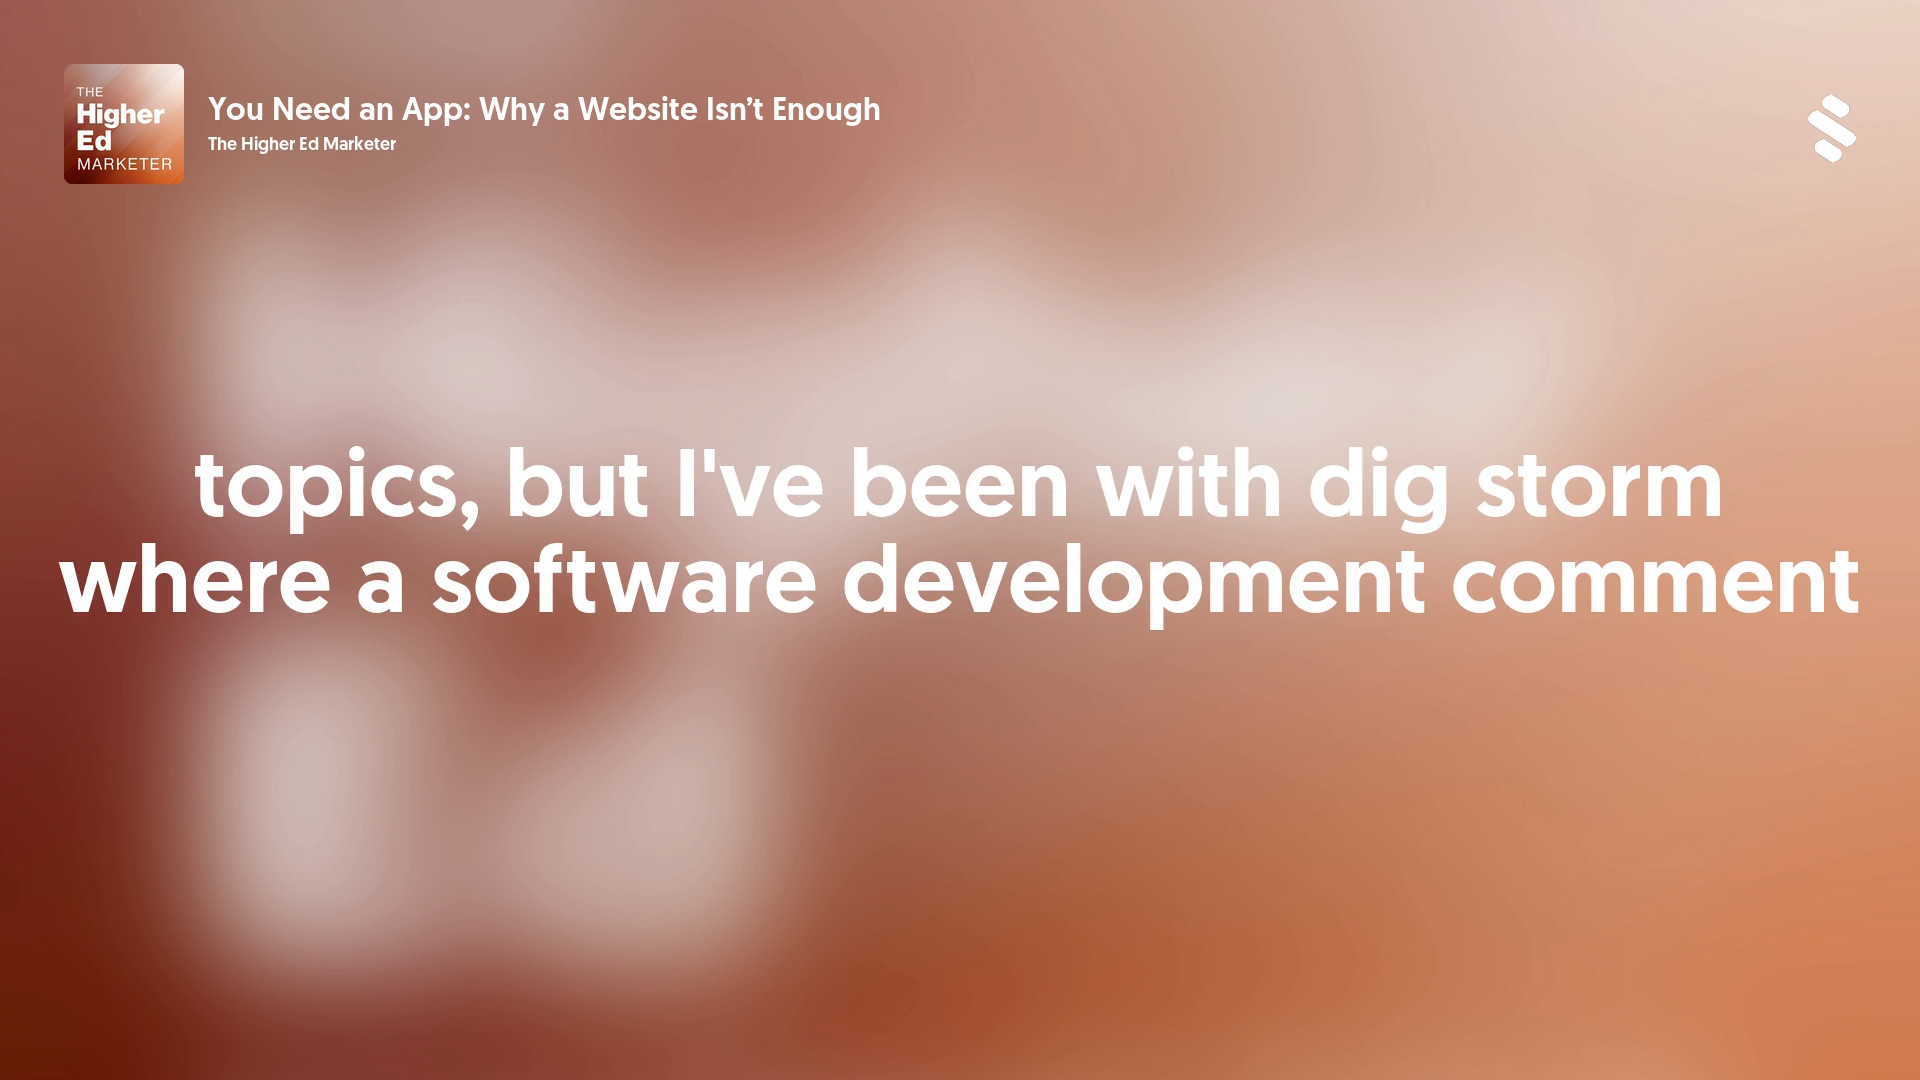 THE
Higher
Ed
MARKETER
You Need an App: Why a Website Isn’t Enough
The Higher Ed Marketer
topics, but I've been with dig storm
where a software development comment